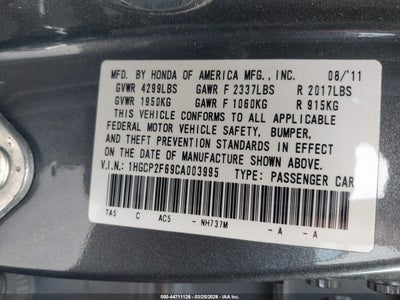 MFD. BY HONDA OF AMERICA MFG., INC. 08/'11
GVWR 4299LBS GAWR F 2337LBS R 2017LBS
GVWR 1950KG GAWR F 1060KG R 915KG
THIS VEHICLE CONFORMS TO ALL APPLICABLE
FEDERAL MOTOR VEHICLE SAFETY, BUMPER,
AND THEFT PREVENTION STANDARDS IN EFFECT
ON THE DATE OF MANUFACTURE SHOWN ABOVE.
V.I.N.: 1HGCP2F69CA003995 TYPE: PASSENGER CAR
TA5 C AC5 - NH737M - A - A
000-44711126 - 03/29/2026 - IAAI.COM